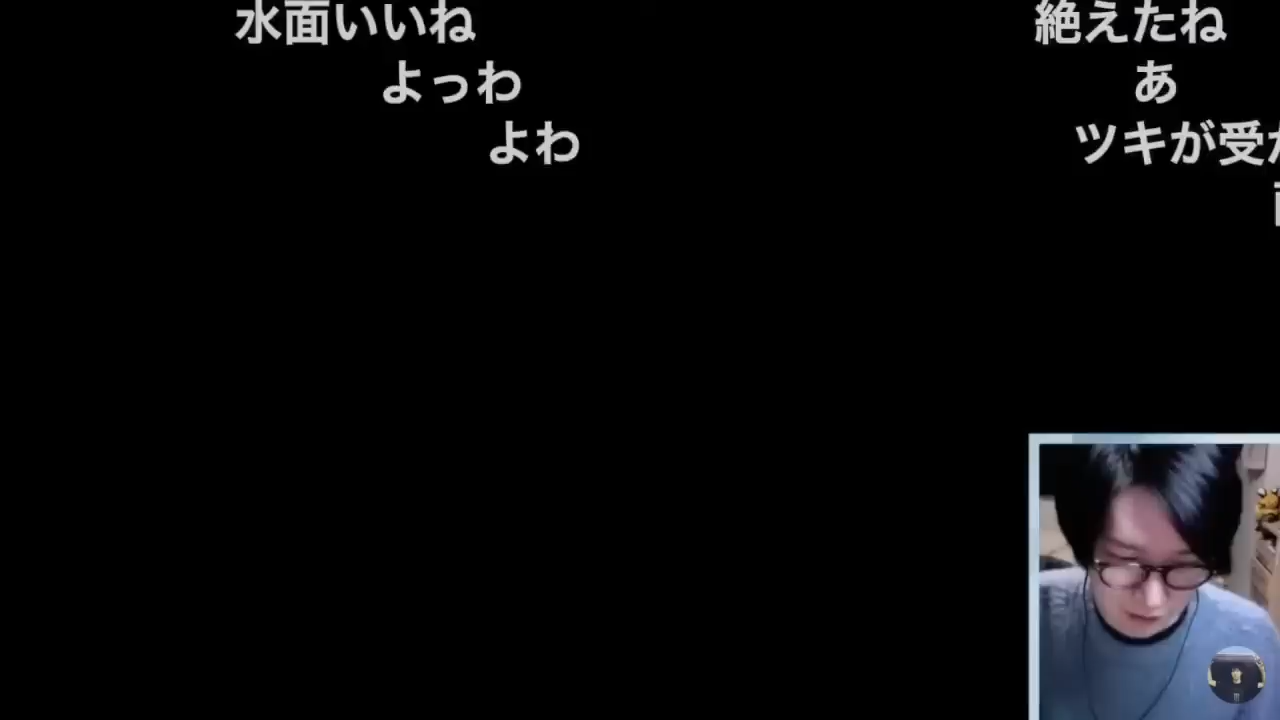 水面いいね
絶えたね
よっわ
あ
よわ
ツキが受